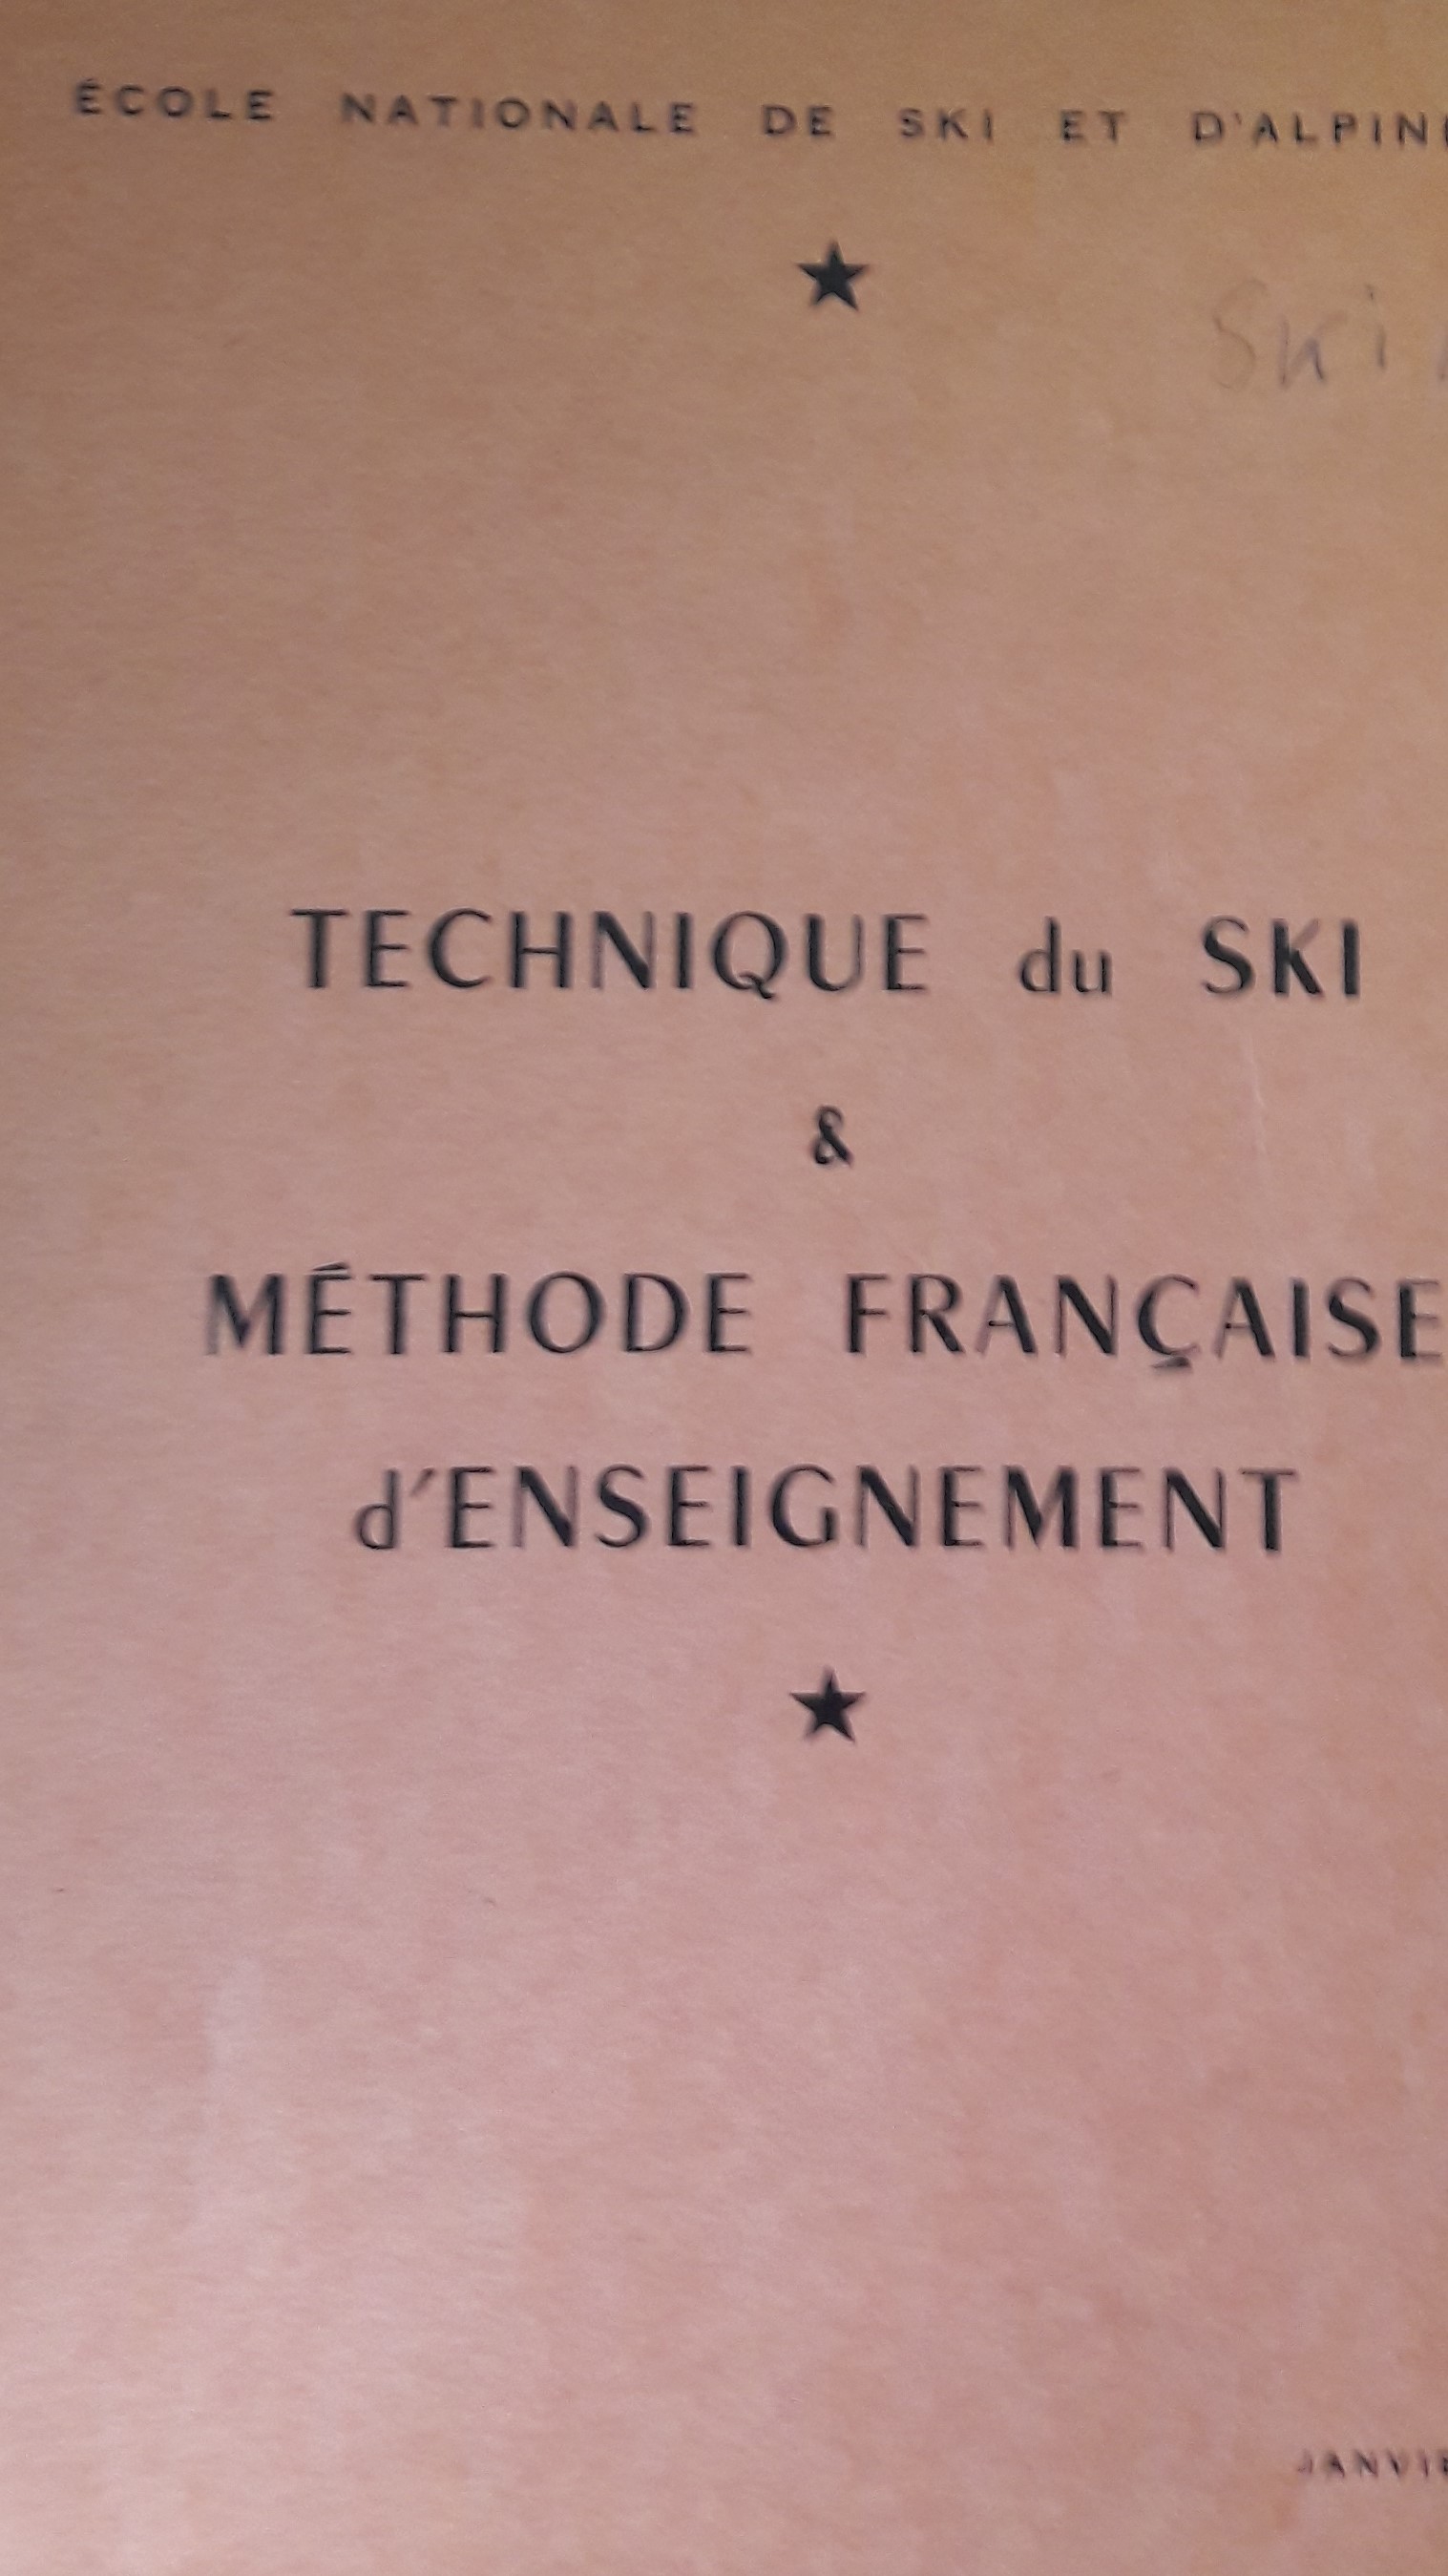 ÉCOLE NATIONALE DE SKI ET D'ALPINI
Ski
TECHNIQUE du SKI
&
MÉTHODE FRANÇAISE
d'ENSEIGNEMENT
JANVIE